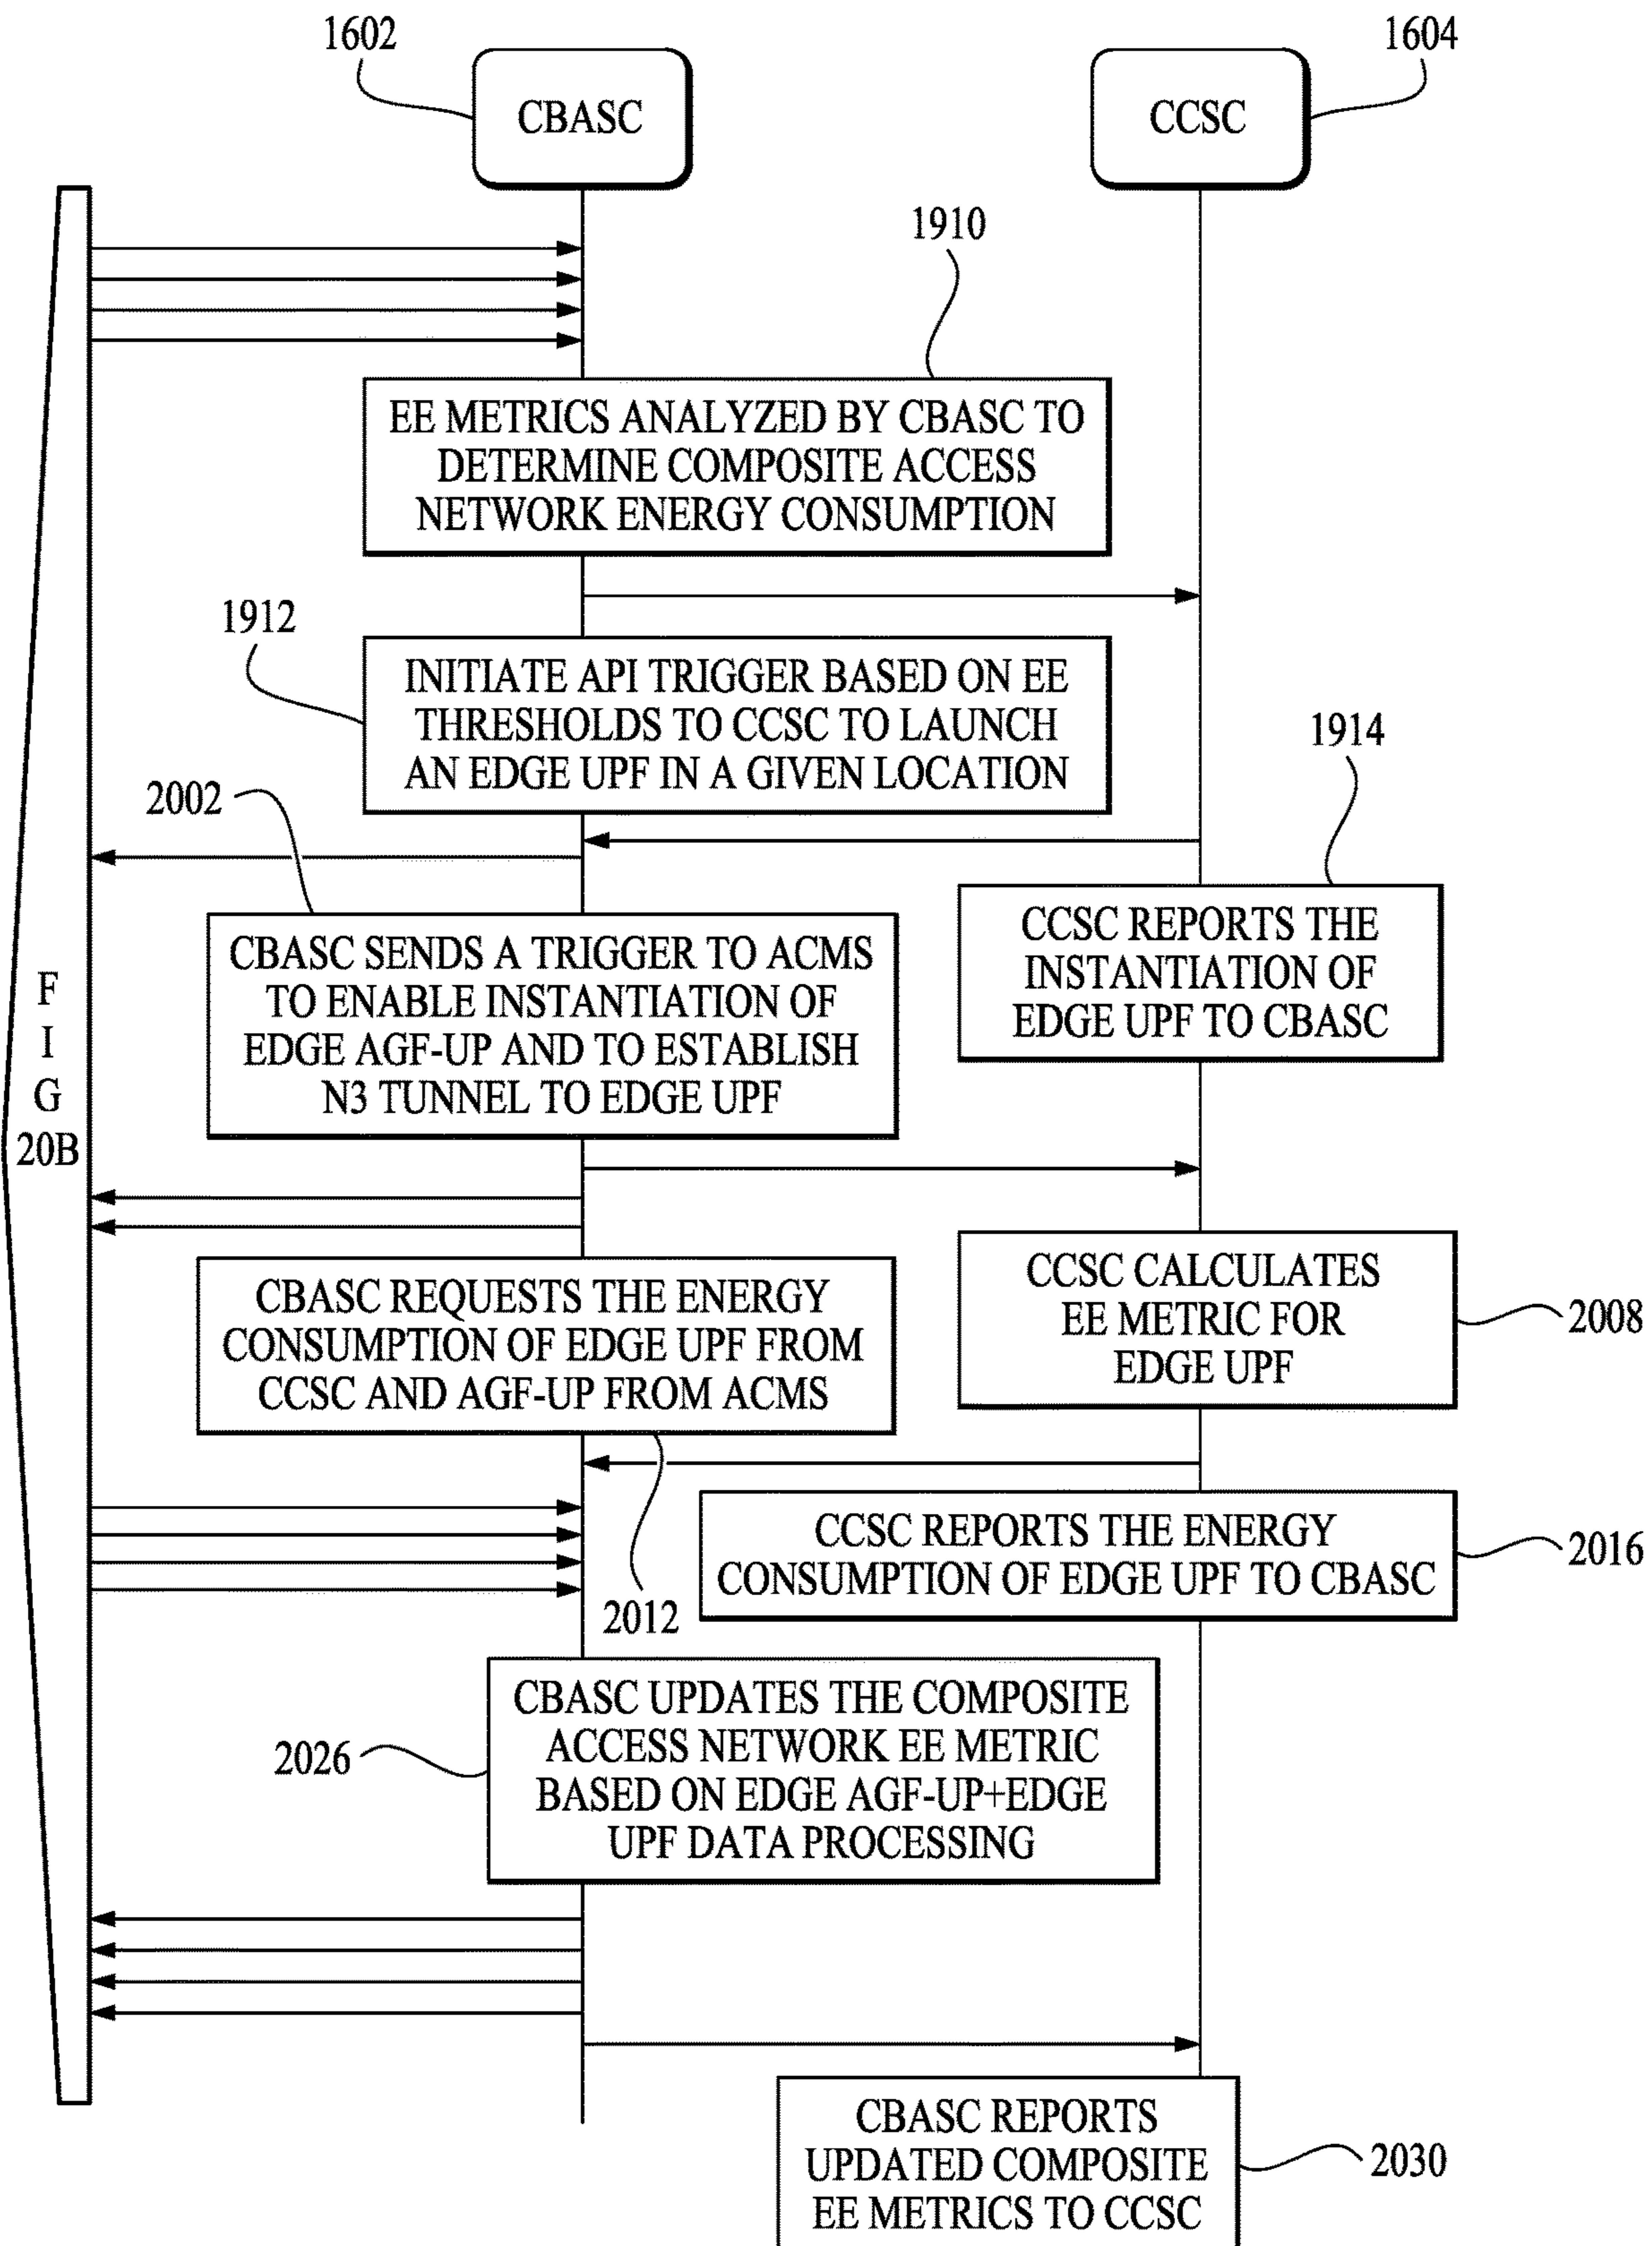 1602
1604
CBASC
CCSC
1910
EE METRICS ANALYZED BY CBASC TO
DETERMINE COMPOSITE ACCESS
NETWORK ENERGY CONSUMPTION
1912
INITIATE API TRIGGER BASED ON EE
THRESHOLDS TO CCSC TO LAUNCH
AN EDGE UPF IN A GIVEN LOCATION
1914
2002
CCSC REPORTS THE
INSTANTIATION OF
EDGE UPF TO CBASC
CBASC SENDS A TRIGGER TO ACMS
TO ENABLE INSTANTIATION OF
EDGE AGF-UP AND TO ESTABLISH
N3 TUNNEL TO EDGE UPF
F
I
G
20B
CBASC REQUESTS THE ENERGY
CONSUMPTION OF EDGE UPF FROM
CCSC AND AGF-UP FROM ACMS
2012
CCSC CALCULATES
EE METRIC FOR
EDGE UPF
2008
CCSC REPORTS THE ENERGY
CONSUMPTION OF EDGE UPF TO CBASC
2016
CBASC UPDATES THE COMPOSITE
ACCESS NETWORK EE METRIC
BASED ON EDGE AGF-UP+EDGE
UPF DATA PROCESSING
2026
CBASC REPORTS
UPDATED COMPOSITE
EE METRICS TO CCSC
2030